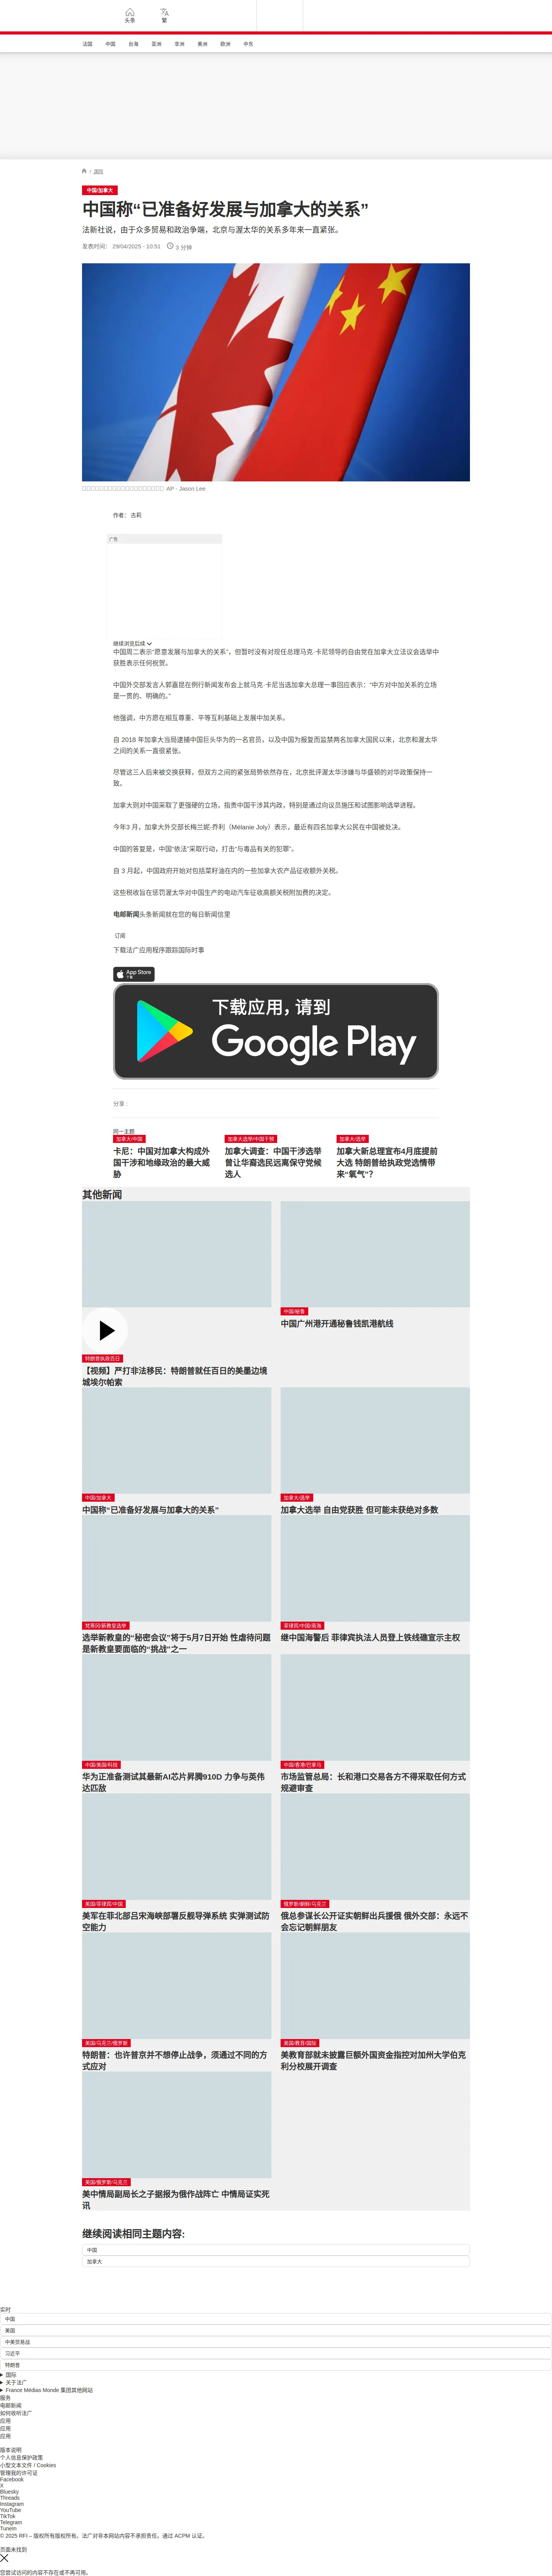 头条
繁
法国
中国
台海
亚洲
非洲
美洲
欧洲
中东
/ 国际
中国/加拿大
中国称“已准备好发展与加拿大的关系”
法新社说，由于众多贸易和政治争端，北京与渥太华的关系多年来一直紧张。
发表时间： 29/04/2025 - 10:51
3 分钟
AP - Jason Lee
作者： 古莉
广告
继续浏览后续
中国周二表示“愿意发展与加拿大的关系”，但暂时没有对现任总理马克·卡尼领导的自由党在加拿大立法议会选举中
获胜表示任何祝贺。
中国外交部发言人郭嘉昆在例行新闻发布会上就马克·卡尼当选加拿大总理一事回应表示：“中方对中加关系的立场
是一贯的、明确的。”
他强调，中方愿在相互尊重、平等互利基础上发展中加关系。
自 2018 年加拿大当局逮捕中国巨头华为的一名官员，以及中国为报复而监禁两名加拿大国民以来，北京和渥太华
之间的关系一直很紧张。
尽管这三人后来被交换获释，但双方之间的紧张局势依然存在，北京批评渥太华涉嫌与华盛顿的对华政策保持一
致。
加拿大则对中国采取了更强硬的立场，指责中国干涉其内政，特别是通过向议员施压和试图影响选举进程。
今年3 月，加拿大外交部长梅兰妮·乔利（Mélanie Joly）表示，最近有四名加拿大公民在中国被处决。
中国的答复是，中国“依法”采取行动，打击“与毒品有关的犯罪”。
自 3 月起，中国政府开始对包括菜籽油在内的一些加拿大农产品征收额外关税。
这些税收旨在惩罚渥太华对中国生产的电动汽车征收高额关税附加费的决定。
电邮新闻头条新闻就在您的每日新闻信里
订阅
下载法广应用程序跟踪国际时事
App Store
下载
下载应用，请到
Google Play
分享 :
同一主题
加拿大/中国
卡尼：中国对加拿大构成外
国干涉和地缘政治的最大威
胁
加拿大选举/中国干预
加拿大调查：中国干涉选举
曾让华裔选民远离保守党候
选人
加拿大/选举
加拿大新总理宣布4月底提前
大选 特朗普给执政党选情带
来“氧气”？
其他新闻
中国/秘鲁
中国广州港开通秘鲁钱凯港航线
特朗普执政百日
【视频】严打非法移民：特朗普就任百日的美墨边境
城埃尔帕索
中国/加拿大
中国称“已准备好发展与加拿大的关系”
加拿大/选举
加拿大选举 自由党获胜 但可能未获绝对多数
梵蒂冈/新教皇选举
选举新教皇的“秘密会议”将于5月7日开始 性虐待问题
是新教皇要面临的“挑战”之一
菲律宾/中国/南海
继中国海警后 菲律宾执法人员登上铁线礁宣示主权
中国/美国/科技
华为正准备测试其最新AI芯片昇腾910D 力争与英伟
达匹敌
中国/香港/巴拿马
市场监管总局：长和港口交易各方不得采取任何方式
规避审查
美国/菲律宾/中国
美军在菲北部吕宋海峡部署反舰导弹系统 实弹测试防
空能力
俄罗斯/朝鲜/乌克兰
俄总参谋长公开证实朝鲜出兵援俄 俄外交部：永远不
会忘记朝鲜朋友
美国/乌克兰/俄罗斯
特朗普：也许普京并不想停止战争，须通过不同的方
式应对
美国/教育/国际
美教育部就未披露巨额外国资金指控对加州大学伯克
利分校展开调查
美国/俄罗斯/乌克兰
美中情局副局长之子据报为俄作战阵亡 中情局证实死
讯
继续阅读相同主题内容:
中国
加拿大
实时
中国
美国
中美贸易战
习近平
特朗普
国际
关于法广
France Médias Monde 集团其他网站
服务
电邮新闻
如何收听法广
应用
应用
应用
版本说明
个人信息保护政策
小型文本文件 / Cookies
管理我的许可证
Facebook
X
Bluesky
Threads
Instagram
YouTube
TikTok
Telegram
TuneIn
© 2025 RFI – 版权所有版权所有。法广对非本网站内容不承担责任。通过 ACPM 认证。
页面未找到
您尝试访问的内容不存在或不再可用。